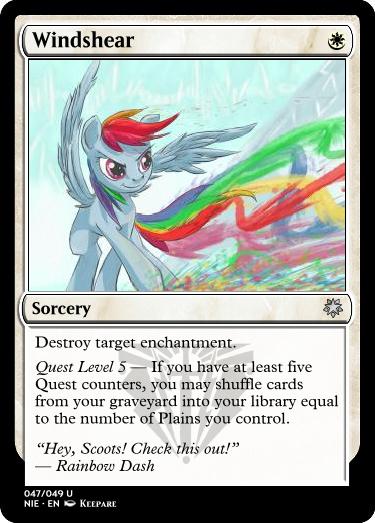 Windshear
Sorcery
Destroy target enchantment.
Quest Level 5 — If you have at least five
Quest counters, you may shuffle cards
from your graveyard into your library equal
to the number of Plains you control.
“Hey, Scoots! Check this out!”
— Rainbow Dash
047/049 U
NIE · EN Keepare